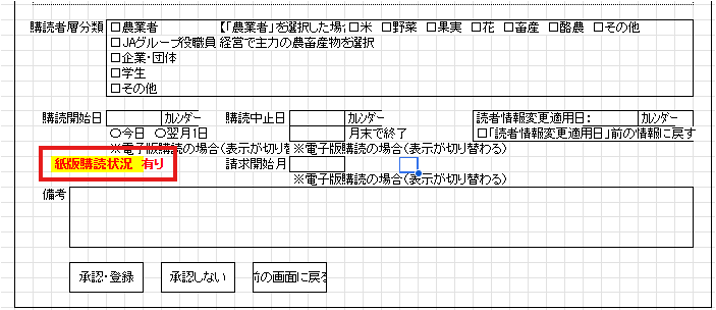 購読者層分類 □農業者 【「農業者」を選択した場 □米 □野菜 □果実 □花 □畜産 □酪農 □その他
□JAグループ役職員 経営で主力の農畜産物を選択
□企業・団体
□学生
□その他
購読開始日 カレンダー 購読中止日 カレンダー 読者情報変更適用日： カレンダー
○今日 ○翌月1日 月末で終了 □「読者情報変更適用日」前の情報に戻す
※電子版購読の場合(表示が切り替 ※電子版購読の場合(表示が切り替わる)
紙版購読状況 有り 請求開始月
※電子版購読の場合(表示が切り替わる)
備考
承認・登録 承認しない 前の画面に戻る